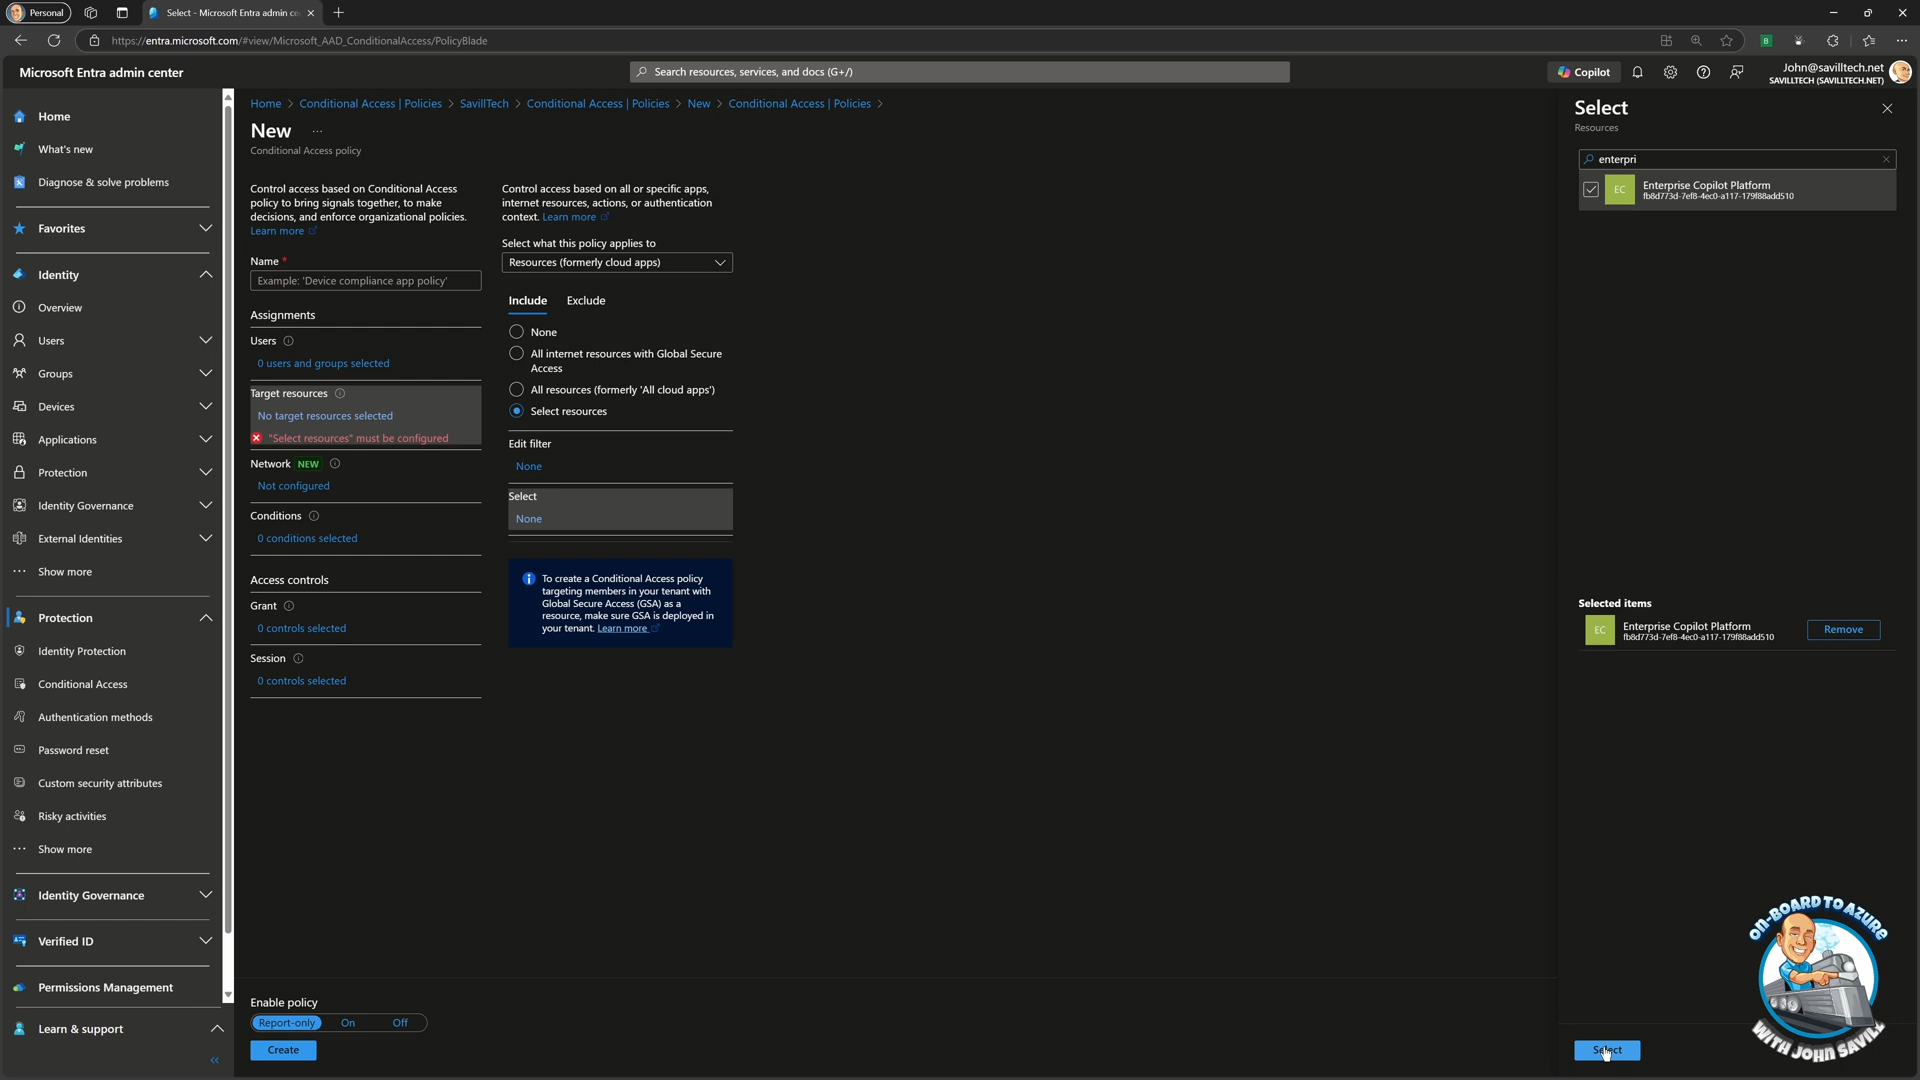 Personal
Select - Microsoft Entra admin ce
https://entra.microsoft.com/#view/Microsoft_AAD_ConditionalAccess/PolicyBlade
Microsoft Entra admin center
Search resources, services, and docs (G+/)
Copilot
John@savilltech.net
SAVILLTECH (SAVILLTECH.NET)
Home
What's new
Diagnose & solve problems
Favorites
Identity
Overview
Users
Groups
Devices
Applications
Protection
Identity Governance
External Identities
Show more
Protection
Identity Protection
Conditional Access
Authentication methods
Password reset
Custom security attributes
Risky activities
Show more
Identity Governance
Verified ID
Permissions Management
Learn & support
Home > Conditional Access | Policies > SavillTech > Conditional Access | Policies > New > Conditional Access | Policies >
New ...
Conditional Access policy
Control access based on Conditional Access
policy to bring signals together, to make
decisions, and enforce organizational policies.
Learn more
Name *
Example: 'Device compliance app policy'
Assignments
Users
0 users and groups selected
Target resources
No target resources selected
"Select resources" must be configured
Network NEW
Not configured
Conditions
0 conditions selected
Access controls
Grant
0 controls selected
Session
0 controls selected
Enable policy
Report-only On Off
Create
Control access based on all or specific apps,
internet resources, actions, or authentication
context. Learn more
Select what this policy applies to
Resources (formerly cloud apps)
Include Exclude
None
All internet resources with Global Secure
Access
All resources (formerly 'All cloud apps')
Select resources
Edit filter
None
Select
None
To create a Conditional Access policy
targeting members in your tenant with
Global Secure Access (GSA) as a
resource, make sure GSA is deployed in
your tenant. Learn more
Select
Resources
enterpri
EC
Enterprise Copilot Platform
fb8d773d-7ef8-4ec0-a117-179f88add510
Selected items
EC
Enterprise Copilot Platform
fb8d773d-7ef8-4ec0-a117-179f88add510
Remove
Select
ON-BOARD TO AZURE
WITH JOHN SAVILL